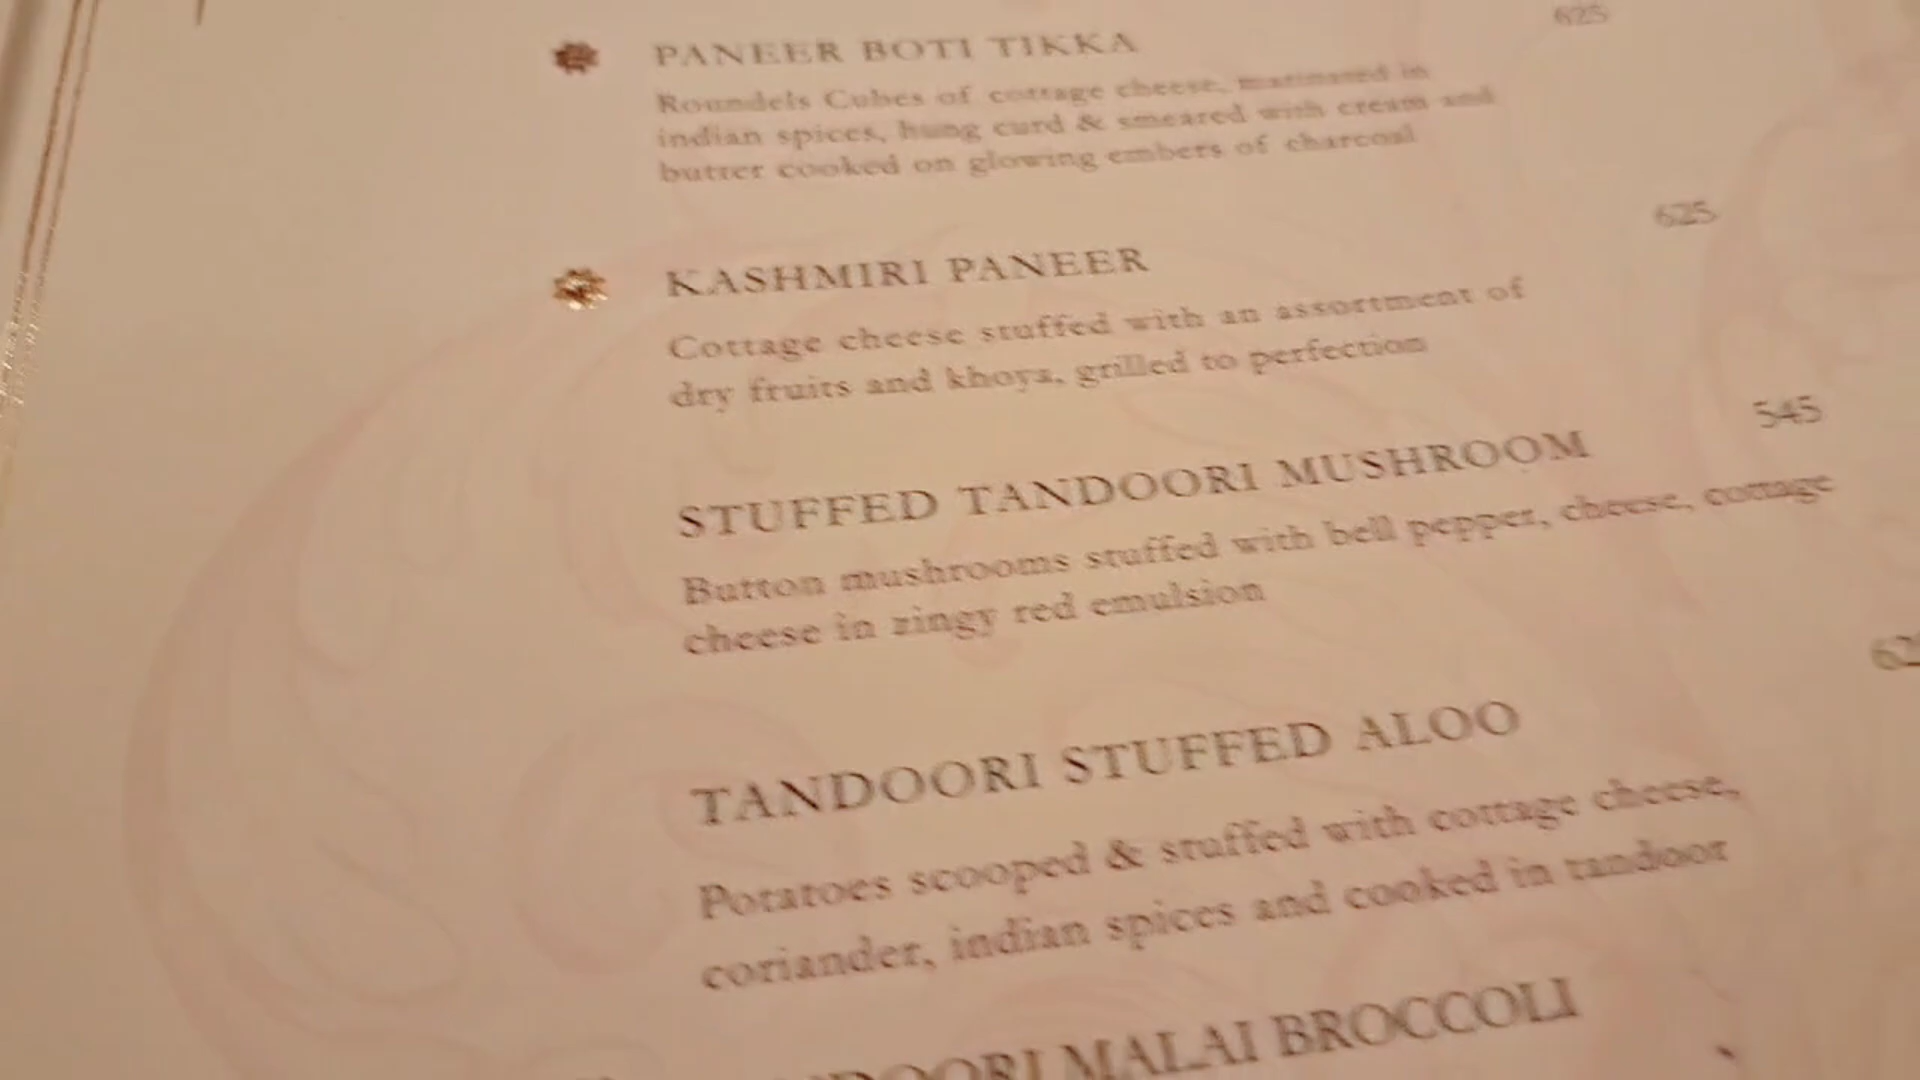 625
PANEER BOTI TIKKA
Roundels Cubes of cottage cheese, marinated in
indian spices, hung curd & smeared with cream and
butter cooked on glowing embers of charcoal
625
KASHMIRI PANEER
Cottage cheese stuffed with an assortment of
dry fruits and khoya, grilled to perfection
545
STUFFED TANDOORI MUSHROOM
Button mushrooms stuffed with bell pepper, cheese, cottage
cheese in zingy red emulsion
TANDOORI STUFFED ALOO
Potatoes scooped & stuffed with cottage cheese,
coriander, indian spices and cooked in tandoor
MALAI BROCCOLI